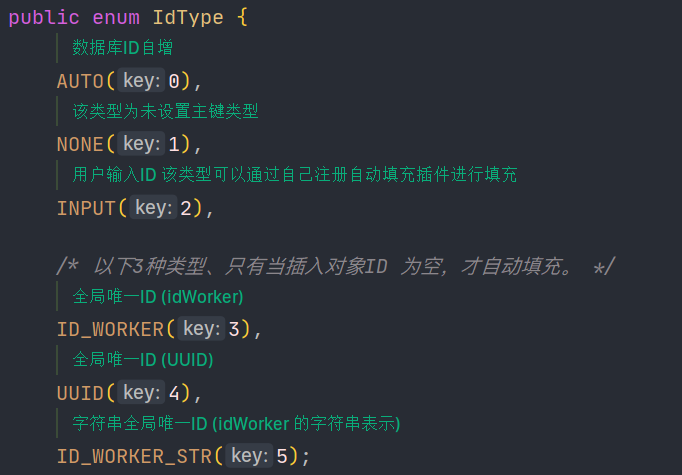 public enum IdType {
数据库ID自增
AUTO( key: 0),
该类型为未设置主键类型
NONE( key: 1),
用户输入ID 该类型可以通过自己注册自动填充插件进行填充
INPUT( key: 2),
/* 以下3种类型、只有当插入对象ID 为空，才自动填充。 */
全局唯一ID (idWorker)
ID_WORKER( key: 3),
全局唯一ID (UUID)
UUID( key: 4),
字符串全局唯一ID (idWorker 的字符串表示)
ID_WORKER_STR( key: 5);